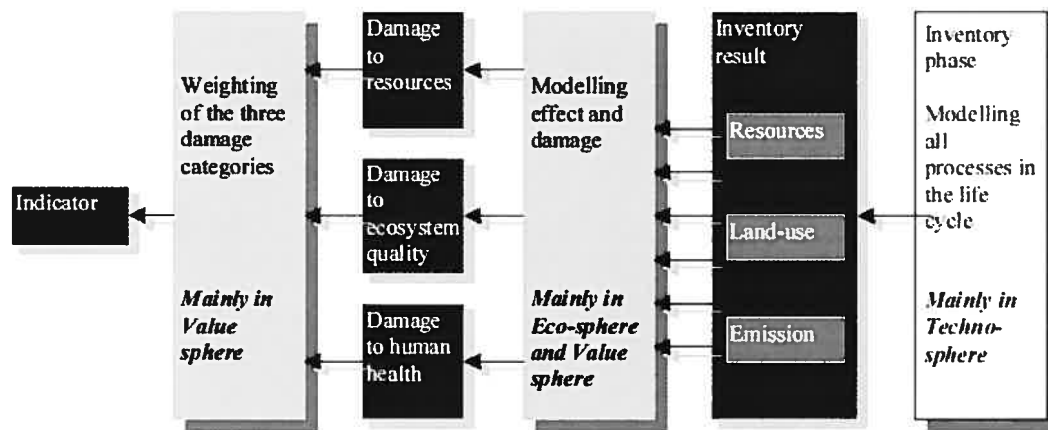 Indicator
Weighting
of the three
damage
categories
Mainly in
Value
sphere
Damage
to
resources
Damage
to
ecosystem
quality
Damage
to human
health
Modelling
effect and
damage
Mainly in
Eco-sphere
and Value
sphere
Inventory
result
Resources
Land-use
Emission
Inventory
phase
Modelling
all
processes in
the life
cycle
Mainly in
Techno-
sphere